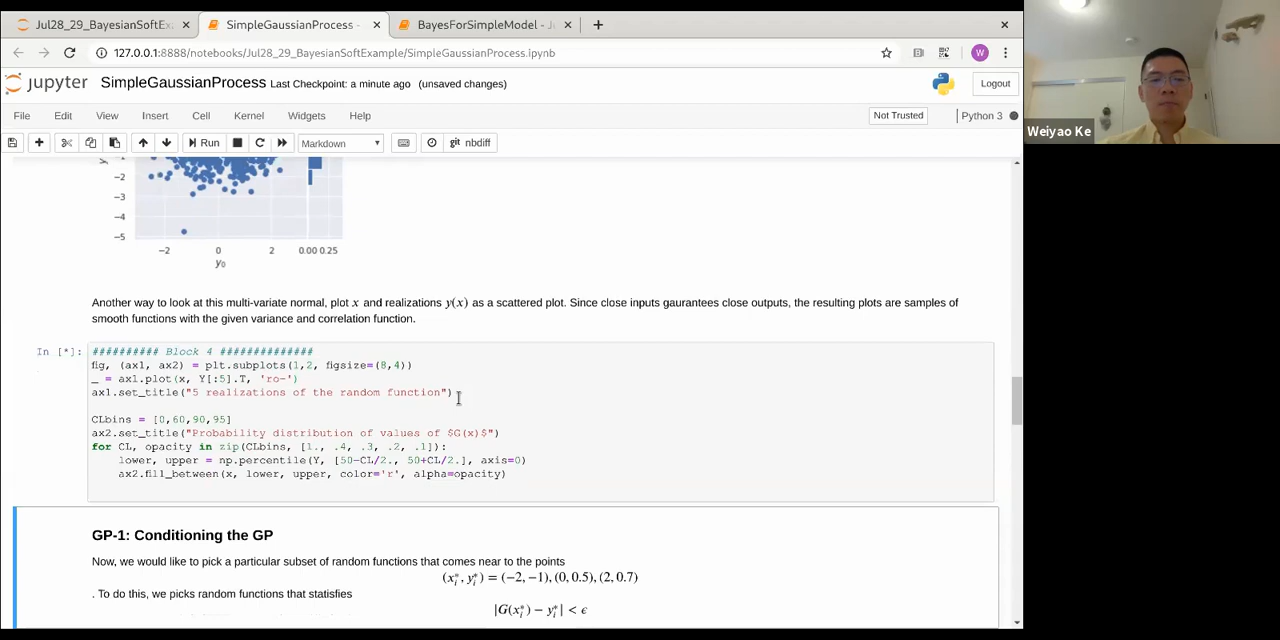 Jul28_29_BayesianSoftEx
SimpleGaussianProcess -
BayesForSimpleModel - J
127.0.0.1:8888/notebooks/Jul28_29_BayesianSoftExample/SimpleGaussianProcess.ipynb
W
jupyter SimpleGaussianProcess Last Checkpoint: a minute ago (unsaved changes)
Logout
File Edit View Insert Cell Kernel Widgets Help
Not Trusted
Python 3
Run
Markdown
git nbdiff
Weiyao Ke
−2
−3
−4
−5
−2 0 2 0.00 0.25
y₀
Another way to look at this multi-variate normal, plot x and realizations y(x) as a scattered plot. Since close inputs gaurantees close outputs, the resulting plots are samples of
smooth functions with the given variance and correlation function.
In [*]:
########## Block 4 ##############
fig, (ax1, ax2) = plt.subplots(1,2, figsize=(8,4))
_ = ax1.plot(x, Y[:5].T, 'ro-')
ax1.set_title("5 realizations of the random function")
CLbins = [0,60,90,95]
ax2.set_title("Probability distribution of values of $G(x)$")
for CL, opacity in zip(CLbins, [1., .4, .3, .2, .1]):
lower, upper = np.percentile(Y, [50-CL/2., 50+CL/2.], axis=0)
ax2.fill_between(x, lower, upper, color='r', alpha=opacity)
GP-1: Conditioning the GP
Now, we would like to pick a particular subset of random functions that comes near to the points
(xᵢ*, yᵢ*) = (−2, −1), (0, 0.5), (2, 0.7)
. To do this, we picks random functions that statisfies
|G(xᵢ*) − yᵢ*| < ϵ